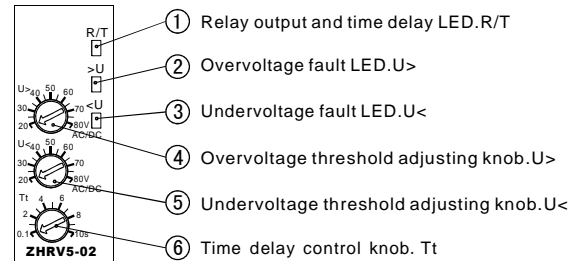 R/T
① Relay output and time delay LED.R/T
>U
② Overvoltage fault LED.U>
<U
③ Undervoltage fault LED.U<
U>
20 30 40 50 60 70 80V
AC/DC
④ Overvoltage threshold adjusting knob.U>
U<
20 30 40 50 60 70 80V
AC/DC
⑤ Undervoltage threshold adjusting knob.U<
Tt
0.1 2 4 6 8 10s
⑥ Time delay control knob. Tt
ZHRV5-02